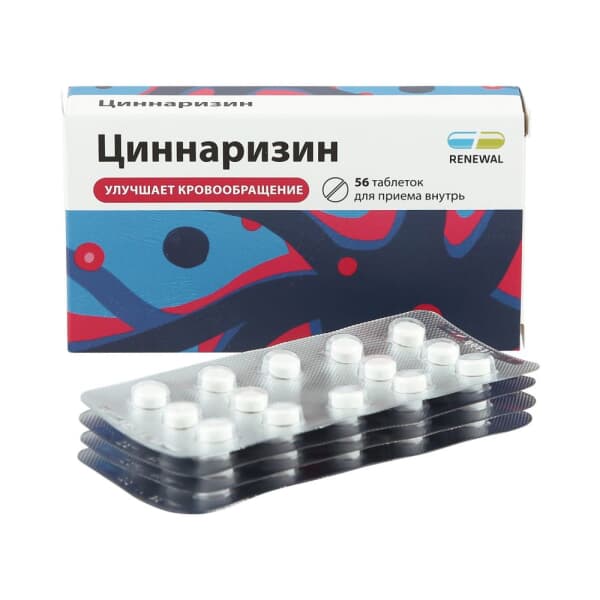 Циннаризин
Циннаризин
УЛУЧШАЕТ КРОВООБРАЩЕНИЕ
RENEWAL
56 таблеток
для приема внутрь